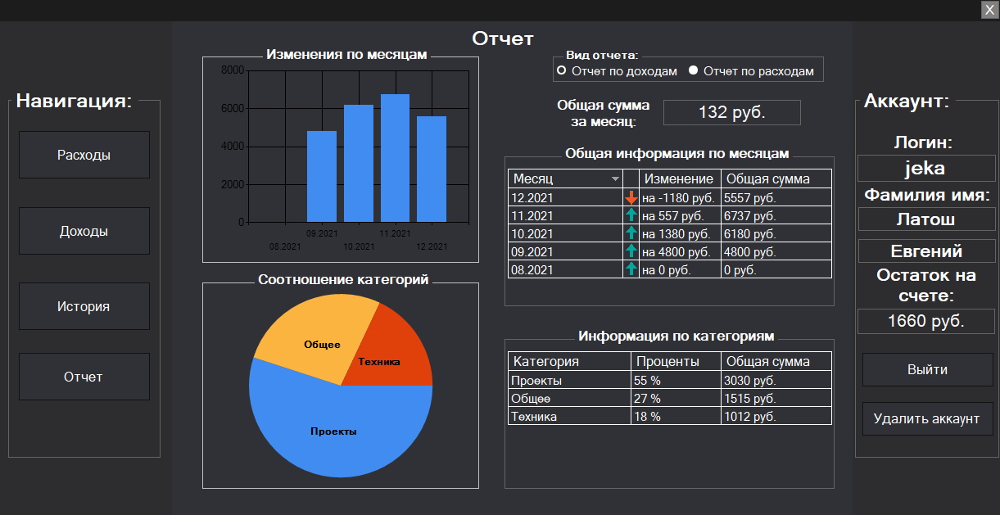 X
Отчет
Навигация:
Расходы
Доходы
История
Отчет
Изменения по месяцам
8000
6000
4000
2000
0
09.2021 11.2021
08.2021 10.2021 12.2021
Соотношение категорий
Общее
Техника
Проекты
Вид отчета:
Отчет по доходам Отчет по расходам
Общая сумма
за месяц:
132 руб.
Общая информация по месяцам
Месяц Изменение Общая сумма
12.2021 на -1180 руб. 5557 руб.
11.2021 на 557 руб. 6737 руб.
10.2021 на 1380 руб. 6180 руб.
09.2021 на 4800 руб. 4800 руб.
08.2021 на 0 руб. 0 руб.
Информация по категориям
Категория Проценты Общая сумма
Проекты 55 % 3030 руб.
Общее 27 % 1515 руб.
Техника 18 % 1012 руб.
Аккаунт:
Логин:
jeka
Фамилия имя:
Латош
Евгений
Остаток на
счете:
1660 руб.
Выйти
Удалить аккаунт